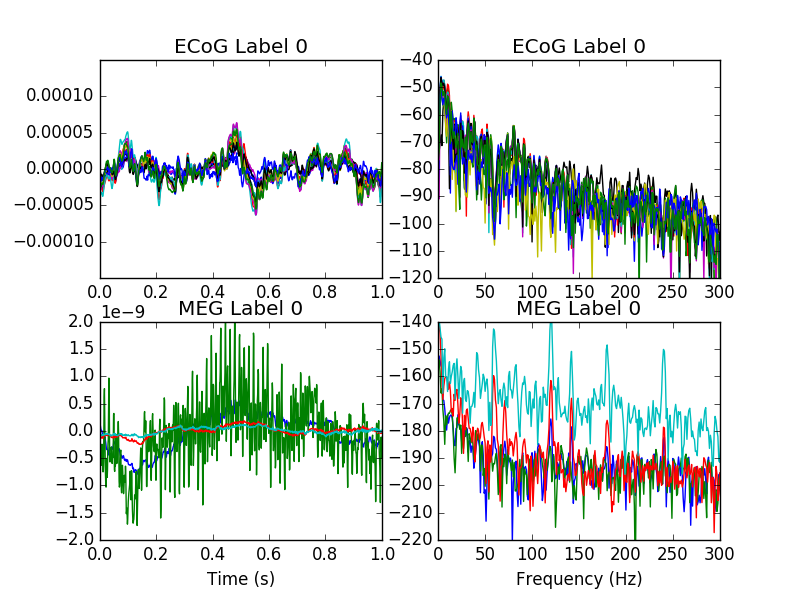 ECoG Label 0
0.00010
0.00005
0.00000
−0.00005
−0.00010
0.0 0.2 0.4 0.6 0.8 1.0
ECoG Label 0
−40
−50
−60
−70
−80
−90
−100
−110
−120
0 50 100 150 200 250 300
MEG Label 0
1e−9
2.0
1.5
1.0
0.5
0.0
−0.5
−1.0
−1.5
−2.0
0.0 0.2 0.4 0.6 0.8 1.0
Time (s)
MEG Label 0
−140
−150
−160
−170
−180
−190
−200
−210
−220
0 50 100 150 200 250 300
Frequency (Hz)